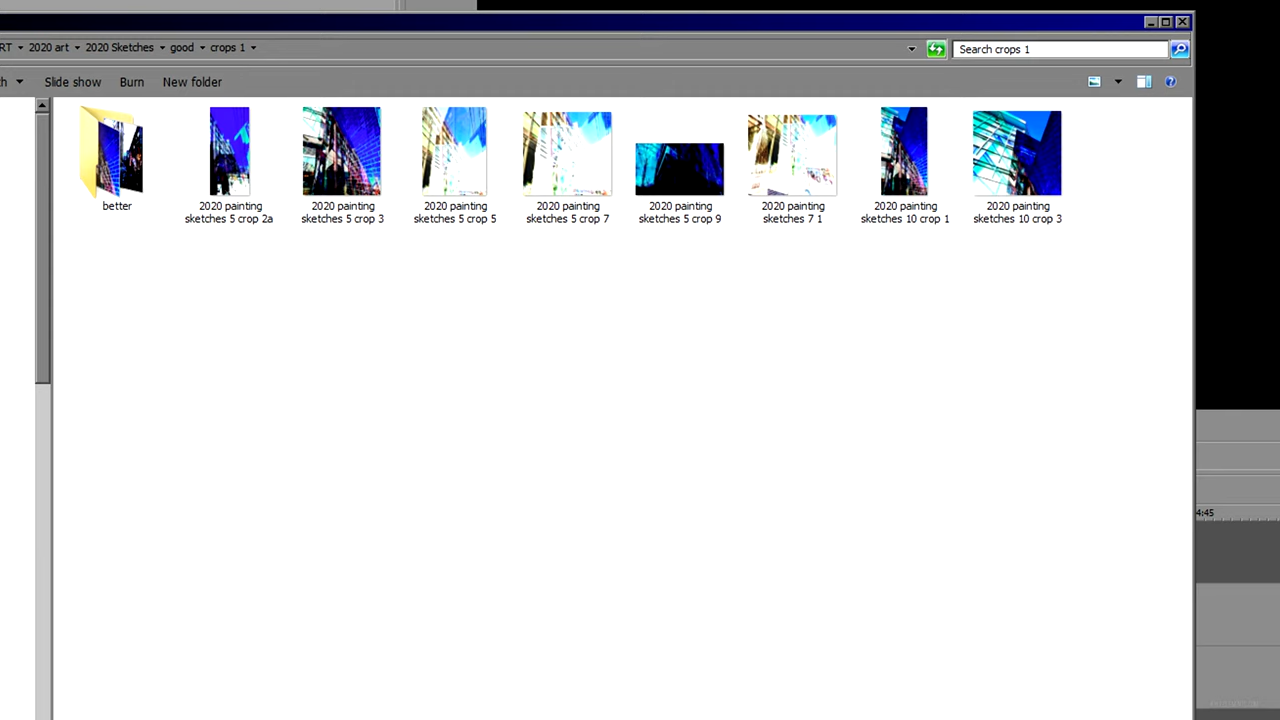 RT 2020 art 2020 Sketches good crops 1
Search crops 1
Slide show Burn New folder
better
2020 painting
sketches 5 crop 2a
2020 painting
sketches 5 crop 3
2020 painting
sketches 5 crop 5
2020 painting
sketches 5 crop 7
2020 painting
sketches 5 crop 9
2020 painting
sketches 7 1
2020 painting
sketches 10 crop 1
2020 painting
sketches 10 crop 3
4:45